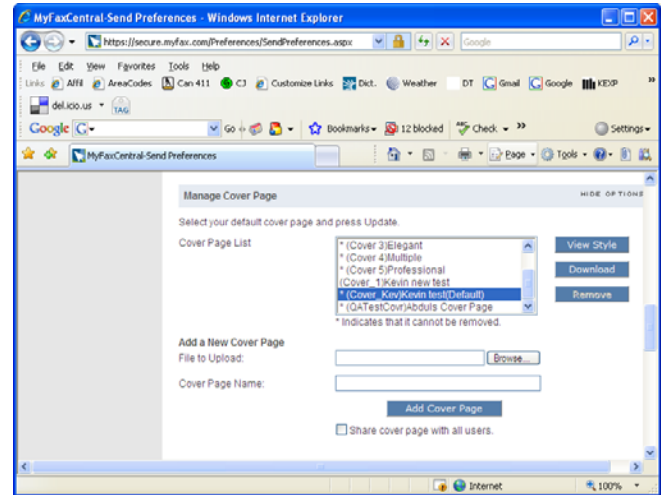 MyFaxCentral-Send Preferences - Windows Internet Explorer
https://secure.myfax.com/Preferences/SendPreferences.aspx
Google
File Edit View Favorites Tools Help
Links Affil AreaCodes Can 411 CJ Customize Links Dict. Weather DT Gmail Google KEXP »
del.icio.us TAG
Google G Go Bookmarks 12 blocked Check » Settings
MyFaxCentral-Send Preferences Page Tools
Manage Cover Page HIDE OPTIONS
Select your default cover page and press Update.
Cover Page List
* (Cover 3)Elegant
* (Cover 4)Multiple
* (Cover 5)Professional
(Cover_1)Kevin new test
* (Cover_Kev)Kevin test(Default)
* (QATestCovr)Abduls Cover Page
View Style
Download
Remove
* Indicates that it cannot be removed.
Add a New Cover Page
File to Upload: Browse...
Cover Page Name:
Add Cover Page
Share cover page with all users.
Internet 100%